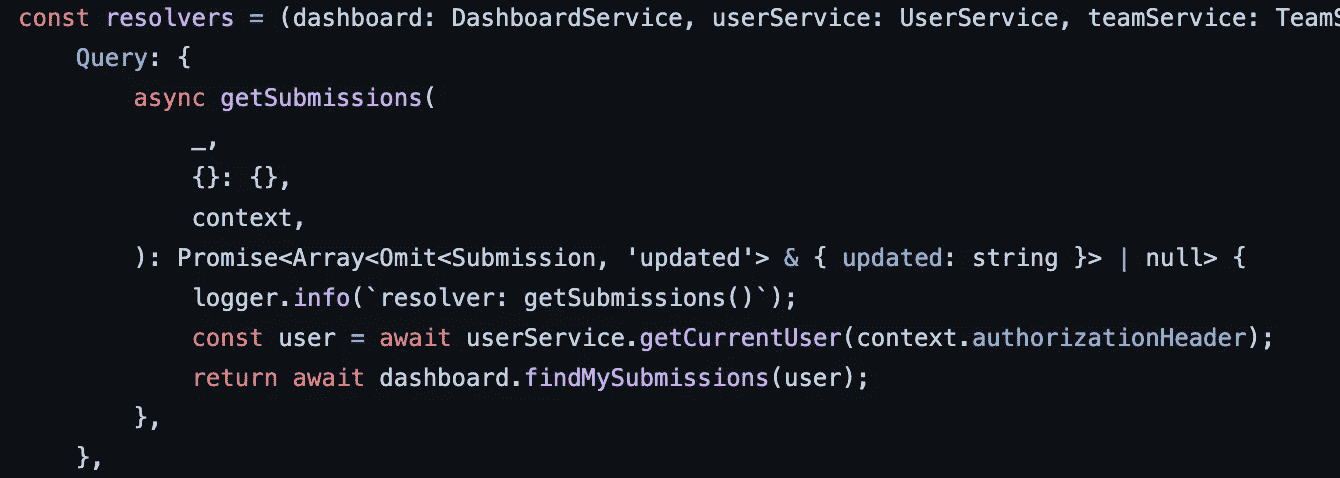 const resolvers = (dashboard: DashboardService, userService: UserService, teamService: TeamS
Query: {
async getSubmissions(
_,
{}: {},
context,
): Promise<Array<Omit<Submission, 'updated'> & { updated: string }> | null> {
logger.info(`resolver: getSubmissions()`);
const user = await userService.getCurrentUser(context.authorizationHeader);
return await dashboard.findMySubmissions(user);
},
},